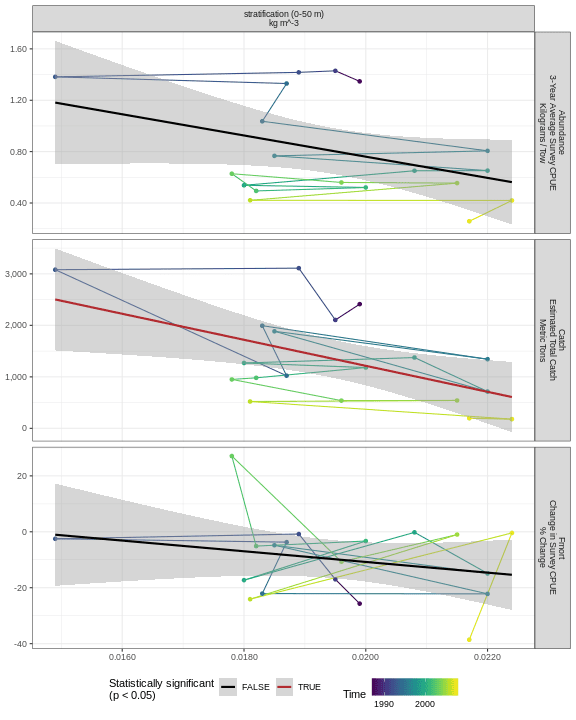 stratification (0-50 m)
kg m^-3
1.60
1.20
0.80
0.40
Abundance
3-Year Average Survey CPUE
Kilograms / Tow
3,000
2,000
1,000
0
Catch
Estimated Total Catch
Metric Tons
20
0
-20
-40
Fmort
Change in Survey CPUE
% Change
0.0160
0.0180
0.0200
0.0220
Statistically significant
(p < 0.05)
FALSE
TRUE
Time
1990
2000